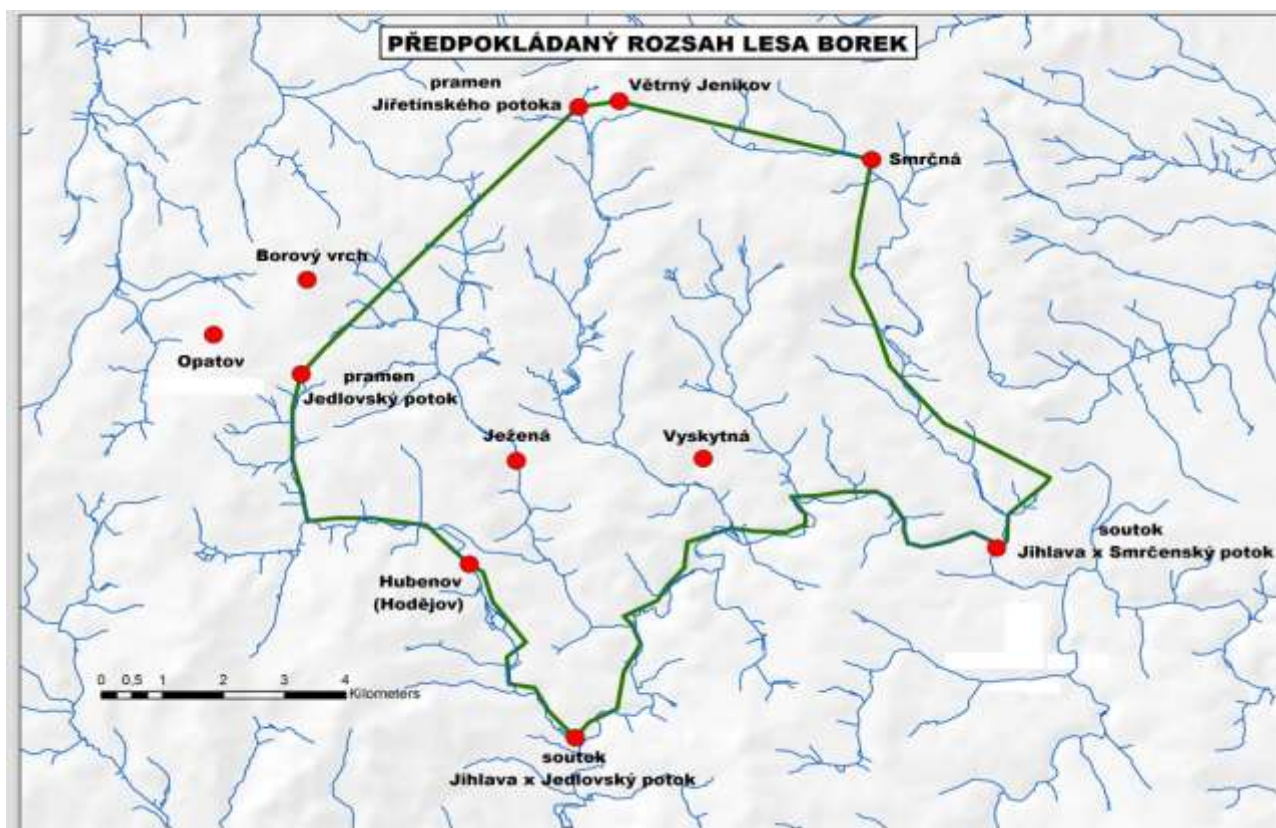 PŘEDPOKLÁDANÝ ROZSAH LESA BOREK
pramen
Jiřetínského potoka
Větrný Jeníkov
Smrčná
Borový vrch
Opatov
pramen
Jedlovský potok
Ježená
Vyskytná
soutok
Jihlava x Smrčenský potok
Hubenov
(Hodějov)
0 0,5 1 2 3 4
Kilometers
soutok
Jihlava x Jedlovský potok